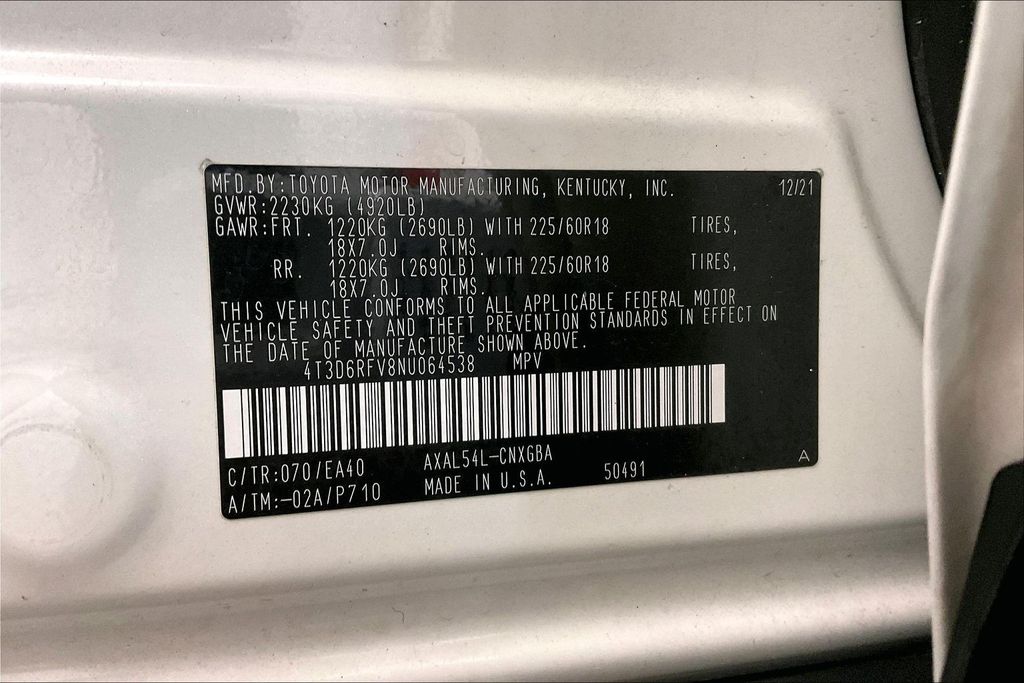 MFD.BY:TOYOTA MOTOR MANUFACTURING, KENTUCKY, INC. 12/21
GVWR:2230KG (4920LB)
GAWR:FRT. 1220KG (2690LB) WITH 225/60R18 TIRES,
18X7.0J RIMS.
RR. 1220KG (2690LB) WITH 225/60R18 TIRES,
18X7.0J RIMS.
THIS VEHICLE CONFORMS TO ALL APPLICABLE FEDERAL MOTOR
VEHICLE SAFETY AND THEFT PREVENTION STANDARDS IN EFFECT ON
THE DATE OF MANUFACTURE SHOWN ABOVE.
4T3D6RFV8NU064538 MPV
C/TR:070/EA40 AXAL54L-CNXGBA 50491 A
A/TM:-02A/P710 MADE IN U.S.A.